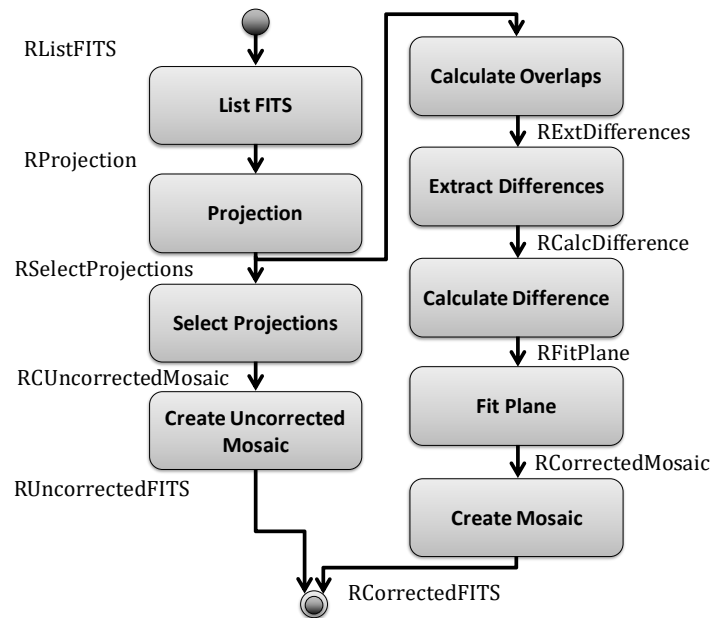 RListFITS
List FITS
RProjection
Projection
RSelectProjections
Select Projections
RCUncorrectedMosaic
Create Uncorrected
Mosaic
RUncorrectedFITS
Calculate Overlaps
RExtDifferences
Extract Differences
RCalcDifference
Calculate Difference
RFitPlane
Fit Plane
RCorrectedMosaic
Create Mosaic
RCorrectedFITS